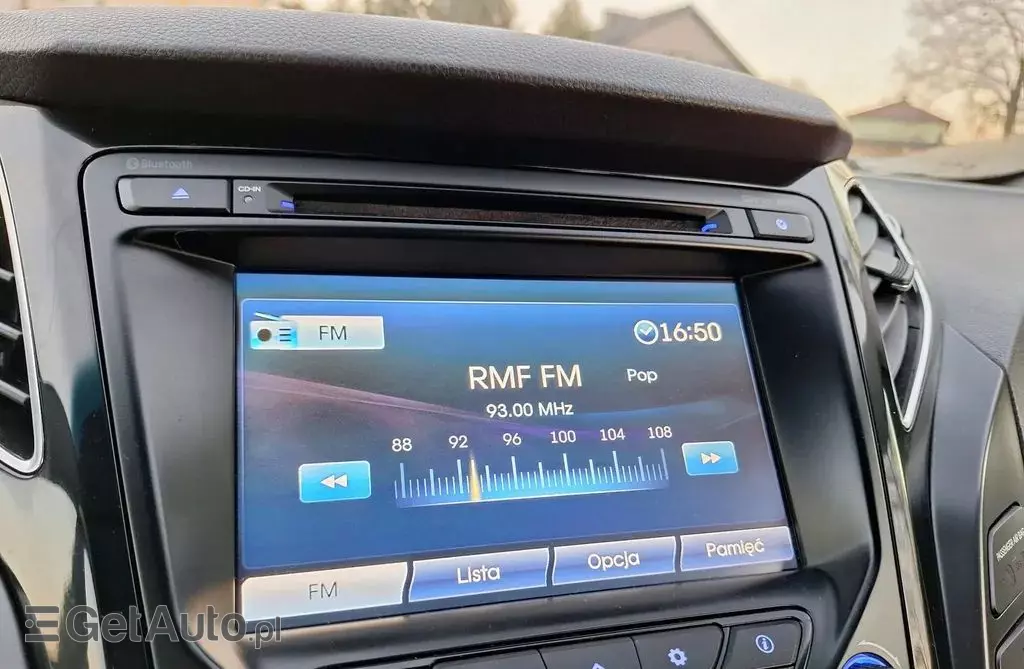 Bluetooth
CD-IN
FM
16:50
RMF FM Pop
93.00 MHz
88 92 96 100 104 108
FM Lista Opcja Pamięć
GetAuto.pl